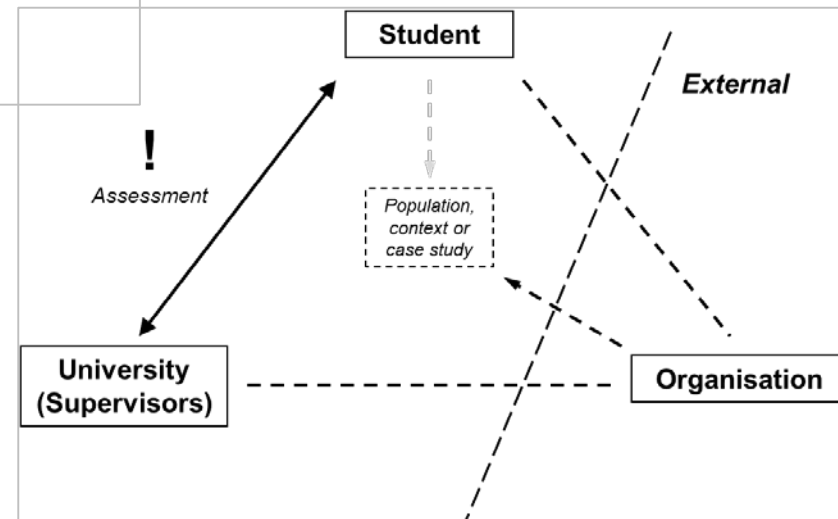 Student
External
!
Assessment
Population,
context or
case study
University
(Supervisors)
Organisation